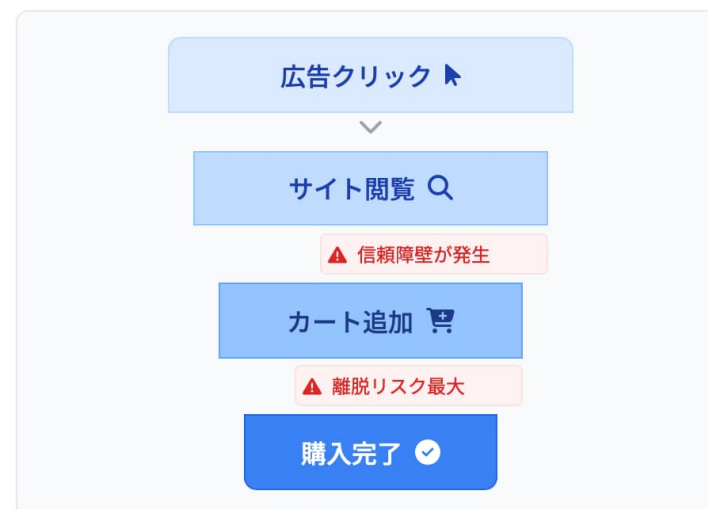 広告クリック
サイト閲覧
信頼障壁が発生
カート追加
離脱リスク最大
購入完了